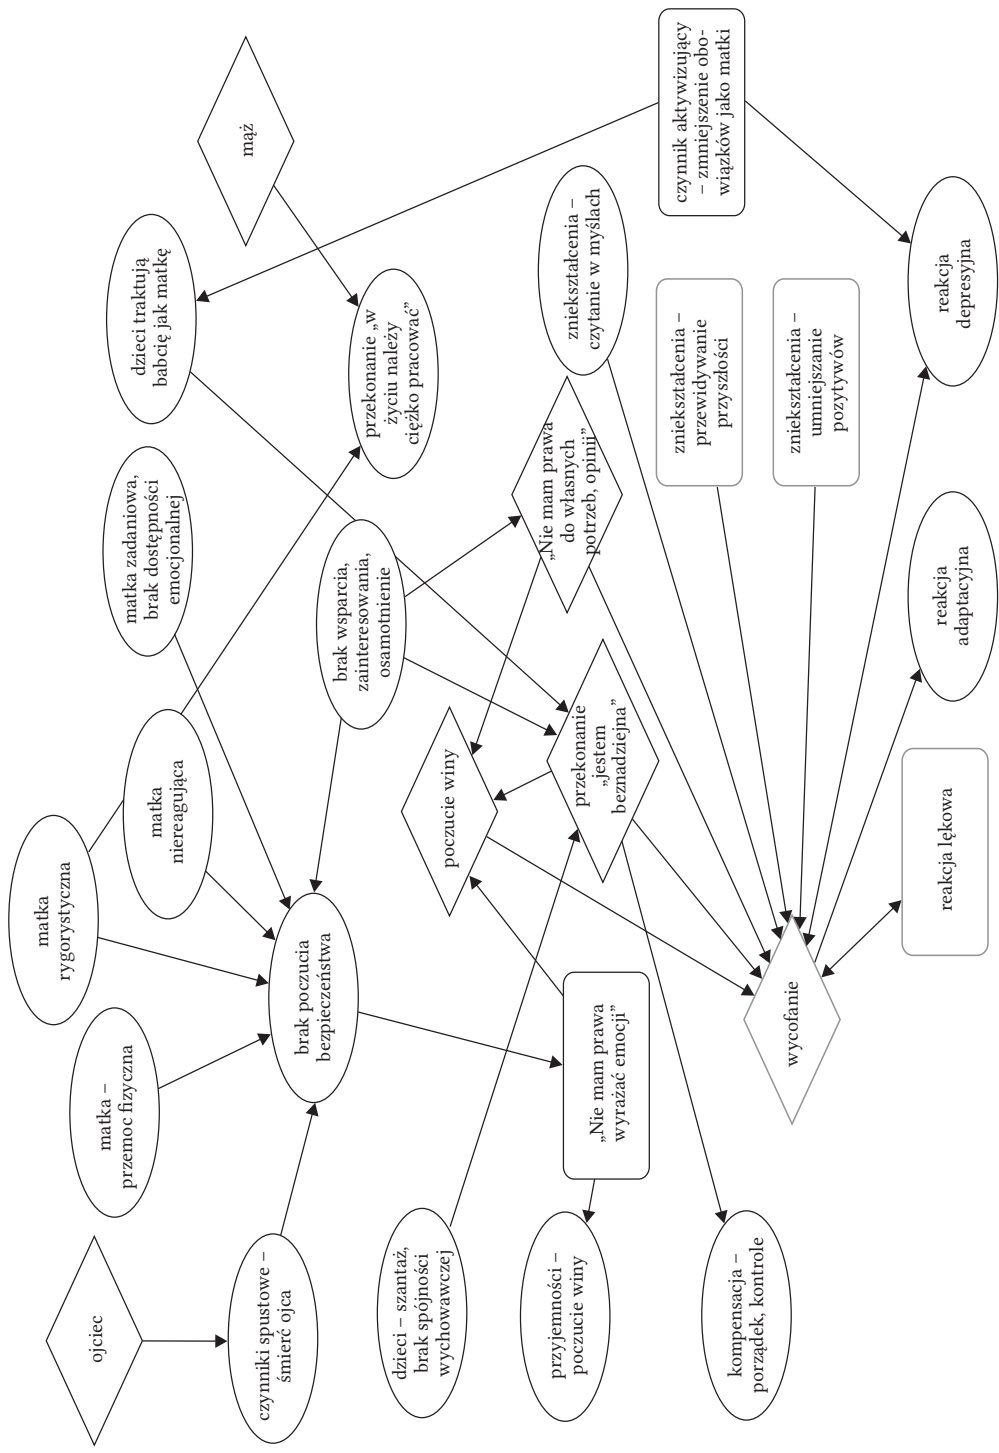 matka
rygorystyczna
ojciec
matka –
przemoc fizyczna
matka
niereagująca
matka zadaniowa,
brak dostępności
emocjonalnej
dzieci traktują
babcię jak matkę
mąż
czynniki spustowe –
śmierć ojca
brak poczucia
bezpieczeństwa
brak wsparcia,
zainteresowania,
osamotnienie
przekonanie „w
życiu należy
ciężko pracować”
dzieci – szantaż,
brak spójności
wychowawczej
poczucie winy
„Nie mam prawa
do własnych
potrzeb, opinii”
zniekształcenia –
czytanie w myślach
przyjemności –
poczucie winy
„Nie mam prawa
wyrażać emocji”
przekonanie
„jestem
beznadziejna”
zniekształcenia –
przewidywanie
przyszłości
czynnik aktywizujący
– zmniejszenie obo-
wiązków jako matki
kompensacja –
porządek, kontrole
wycofanie
zniekształcenia –
umniejszanie
pozytywów
reakcja lękowa
reakcja
adaptacyjna
reakcja
depresyjna